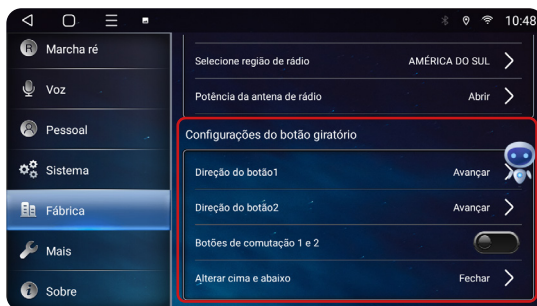 10:48
Marcha ré
Voz
Pessoal
Sistema
Fábrica
Mais
Sobre
Selecione região de rádio AMÉRICA DO SUL
Potência da antena de rádio Abrir
Configurações do botão giratório
Direção do botão1 Avançar
Direção do botão2 Avançar
Botões de comutação 1 e 2
Alterar cima e abaixo Fechar